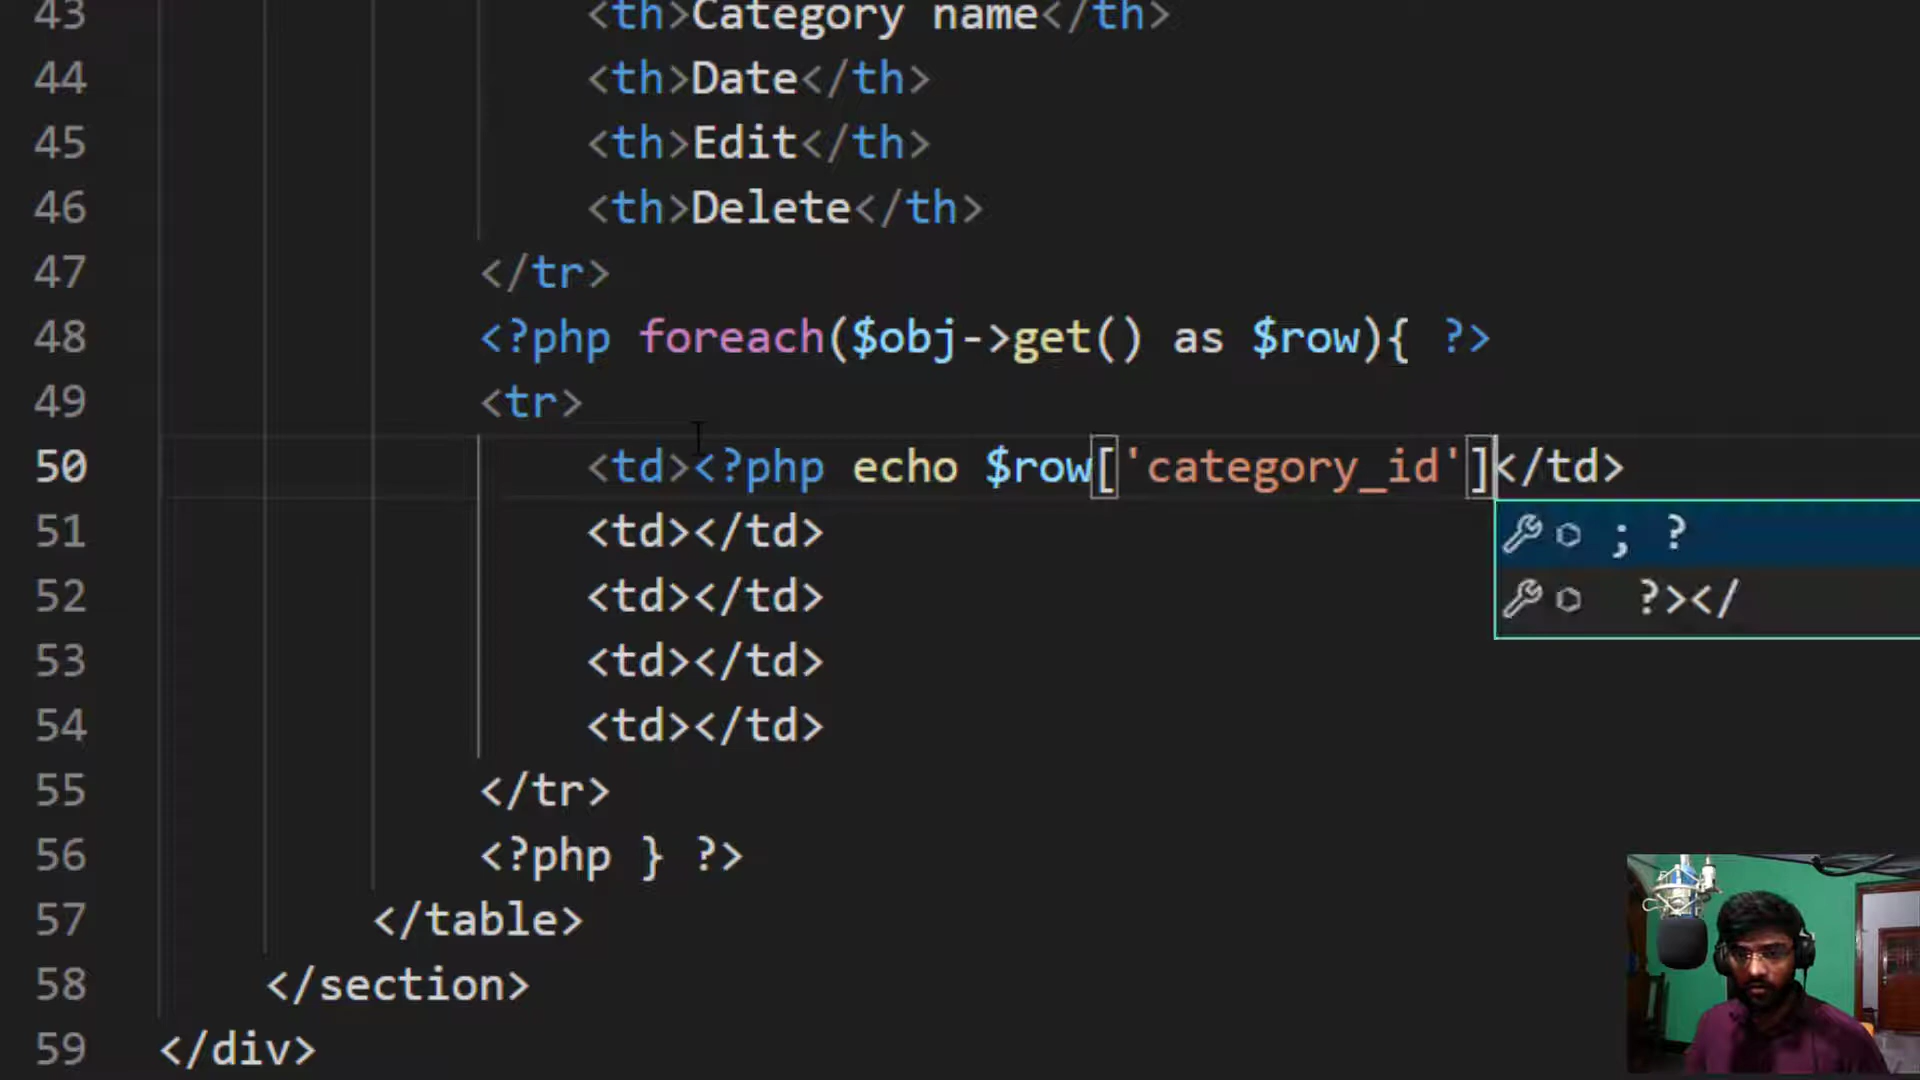 43 <th>Category name</th>
44 <th>Date</th>
45 <th>Edit</th>
46 <th>Delete</th>
47 </tr>
48 <?php foreach($obj->get() as $row){ ?>
49 <tr>
50 <td><?php echo $row['category_id']</td>
; ?
51 <td></td>
?></
52 <td></td>
53 <td></td>
54 <td></td>
55 </tr>
56 <?php } ?>
57 </table>
58 </section>
59 </div>